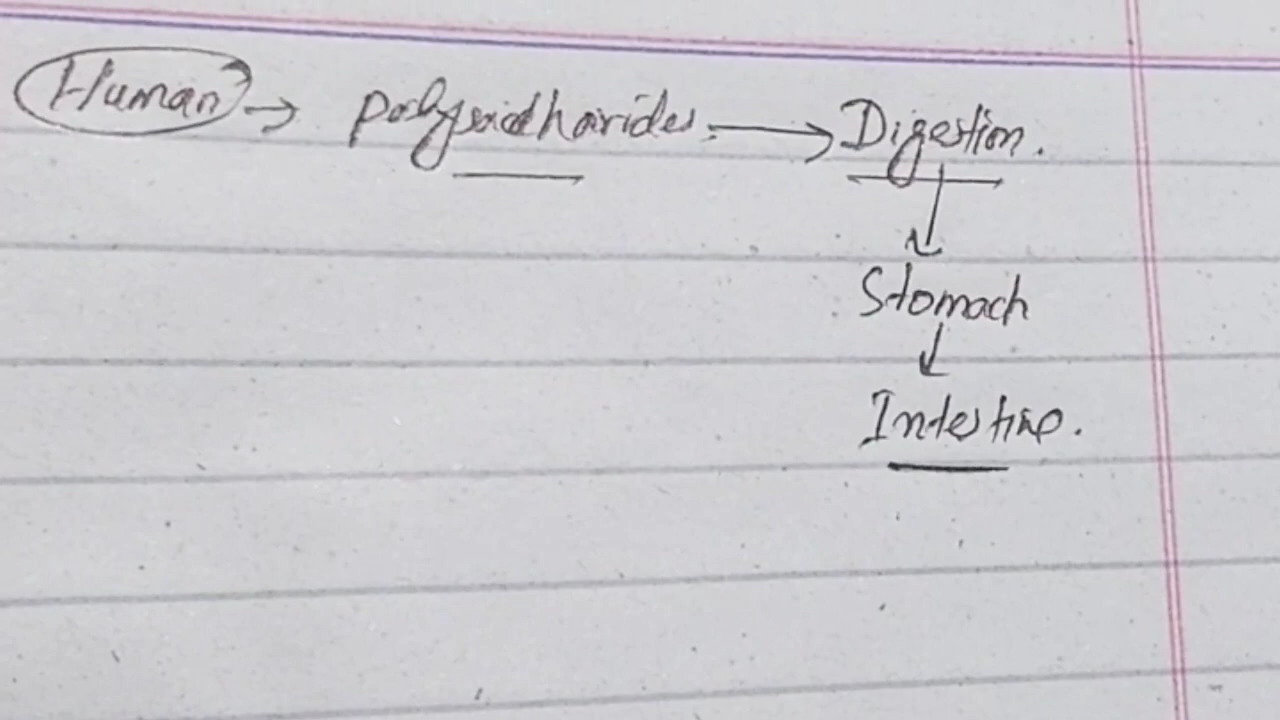 Human → Polysaccharides. → Digestion.
↓
Stomach
↓
Intestine.